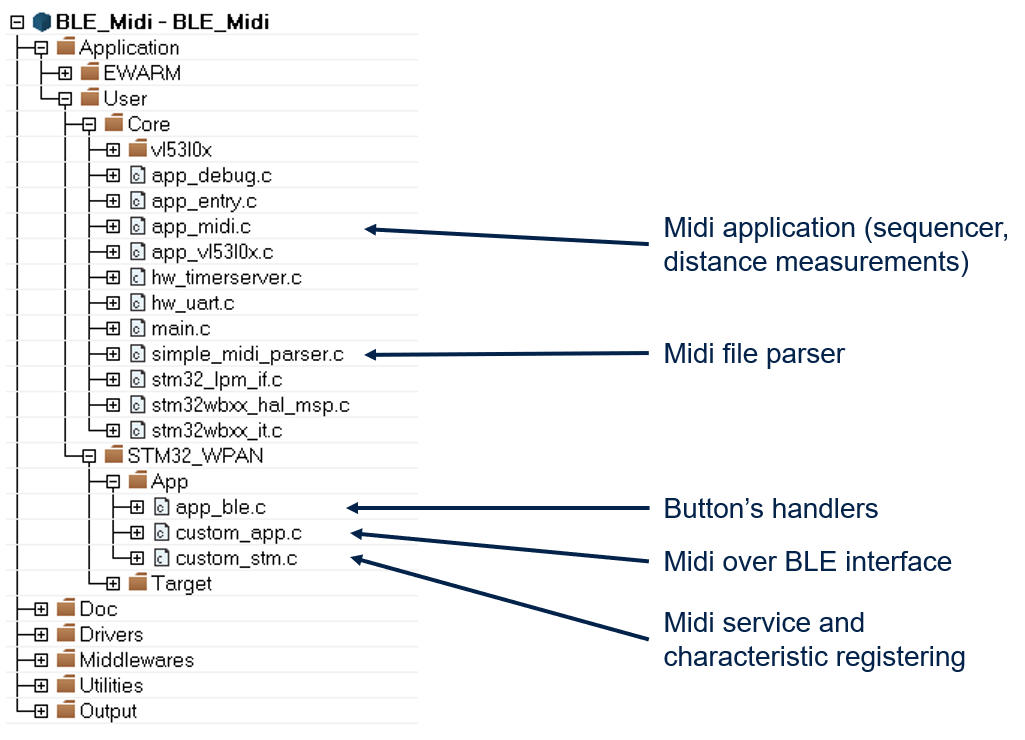 BLE_Midi - BLE_Midi
Application
EWARM
User
Core
vl53l0x
app_debug.c
app_entry.c
app_midi.c
app_vl53l0x.c
hw_timerserver.c
hw_uart.c
main.c
simple_midi_parser.c
stm32_lpm_if.c
stm32wbxx_hal_msp.c
stm32wbxx_it.c
STM32_WPAN
App
app_ble.c
custom_app.c
custom_stm.c
Target
Doc
Drivers
Middlewares
Utilities
Output
Midi application (sequencer,
distance measurements)
Midi file parser
Button’s handlers
Midi over BLE interface
Midi service and
characteristic registering